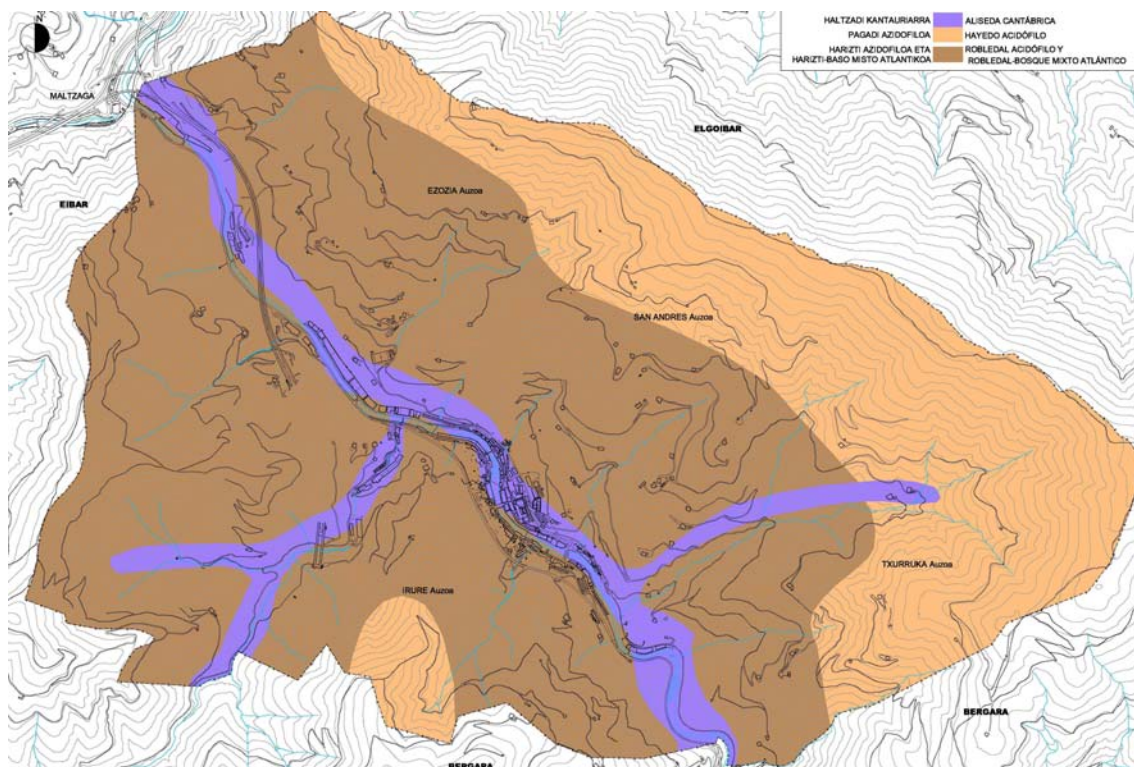 N
HALTZADI KANTAURIARRA ALISEDA CANTÁBRICA
PAGADI AZIDOFILOA HAYEDO ACIDÓFILO
HARIZTI AZIDOFILOA ETA ROBLEDAL ACIDÓFILO Y
HARIZTI-BASO MISTO ATLANTIKOA ROBLEDAL-BOSQUE MIXTO ATLÁNTICO
MALTZAGA
ELGOIBAR
EZOZIA Auzoa
EIBAR
SAN ANDRES Auzoa
TXURRUKA Auzoa
IRURE Auzoa
BERGARA
BERGARA